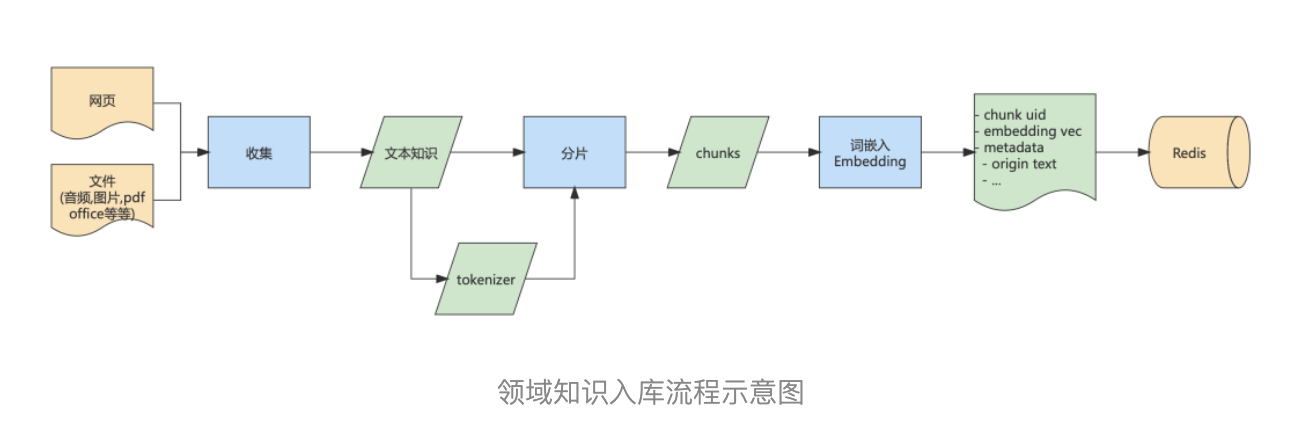 网页
文件
(音频,图片,pdf
office等等)
收集
文本知识
tokenizer
分片
chunks
词嵌入
Embedding
- chunk uid
- embedding vec
- metadata
- origin text
- ...
Redis
领域知识入库流程示意图